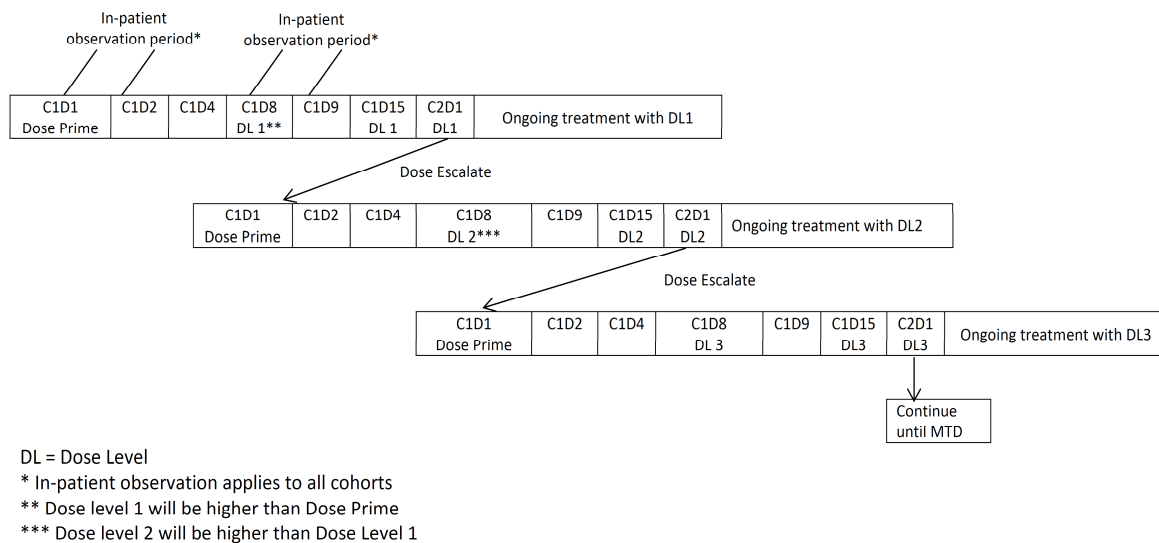 In-patient
observation period*
In-patient
observation period*
C1D1
Dose Prime
C1D2
C1D4
C1D8
DL 1**
C1D9
C1D15
DL 1
C2D1
DL1
Ongoing treatment with DL1
Dose Escalate
C1D1
Dose Prime
C1D2
C1D4
C1D8
DL 2***
C1D9
C1D15
DL2
C2D1
DL2
Ongoing treatment with DL2
Dose Escalate
C1D1
Dose Prime
C1D2
C1D4
C1D8
DL 3
C1D9
C1D15
DL3
C2D1
DL3
Ongoing treatment with DL3
Continue
until MTD
DL = Dose Level
* In-patient observation applies to all cohorts
** Dose level 1 will be higher than Dose Prime
*** Dose level 2 will be higher than Dose Level 1